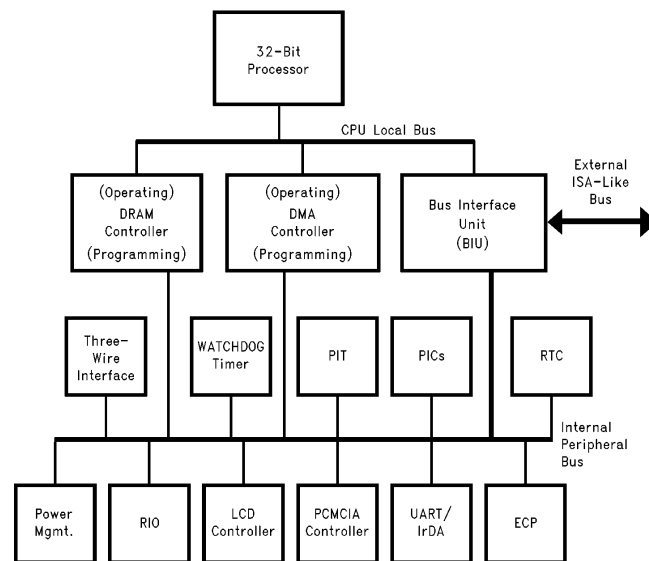 32-Bit
Processor
CPU Local Bus
External
ISA-Like
Bus
(Operating)
DRAM
Controller
(Programming)
(Operating)
DMA
Controller
(Programming)
Bus Interface
Unit
(BIU)
Three-
Wire
Interface
WATCHDOG
Timer
PIT
PICs
RTC
Internal
Peripheral
Bus
Power
Mgmt.
RIO
LCD
Controller
PCMCIA
Controller
UART/
IrDA
ECP